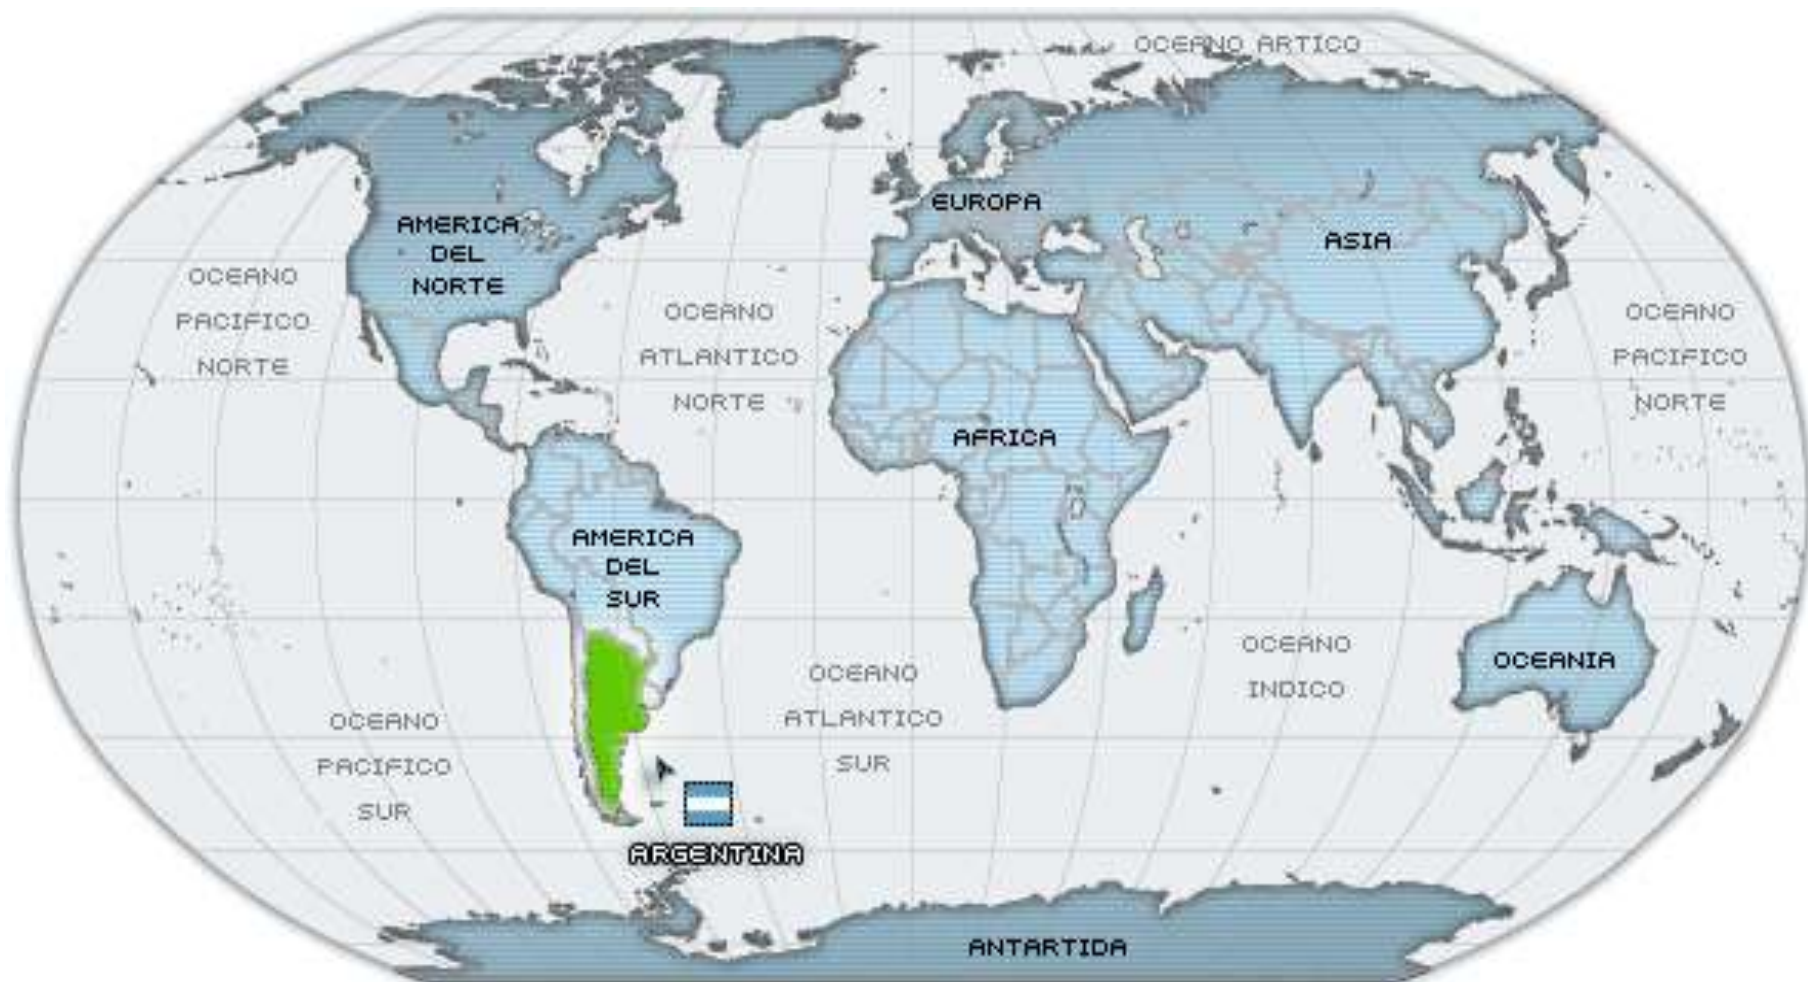 OCEANO ARTICO
EUROPA
AMERICA
DEL
NORTE
ASIA
OCEANO
PACIFICO
NORTE
OCEANO
ATLANTICO
NORTE
OCEANO
PACIFICO
NORTE
AFRICA
AMERICA
DEL
SUR
OCEANO
INDICO
OCEANIA
OCEANO
ATLANTICO
SUR
OCEANO
PACIFICO
SUR
ARGENTINA
ANTARTIDA